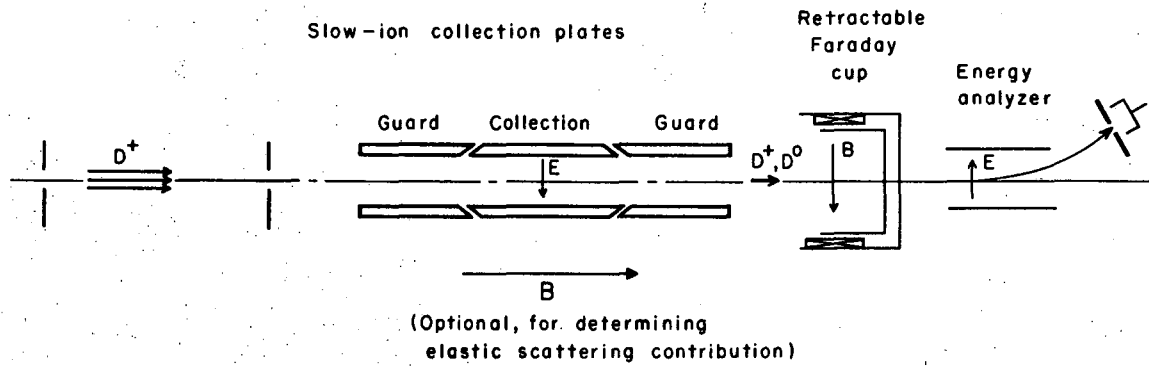 Slow-ion collection plates
Retractable
Faraday
cup
Energy
analyzer
Guard
Collection
Guard
D⁺
E
D⁺, D⁰
B
E
B
(Optional, for determining
elastic scattering contribution)